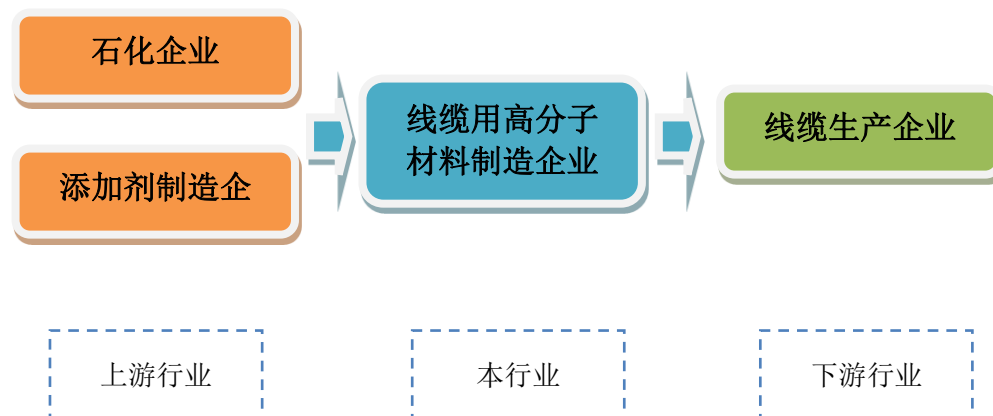 石化企业
添加剂制造企
线缆用高分子
材料制造企业
线缆生产企业
上游行业
本行业
下游行业